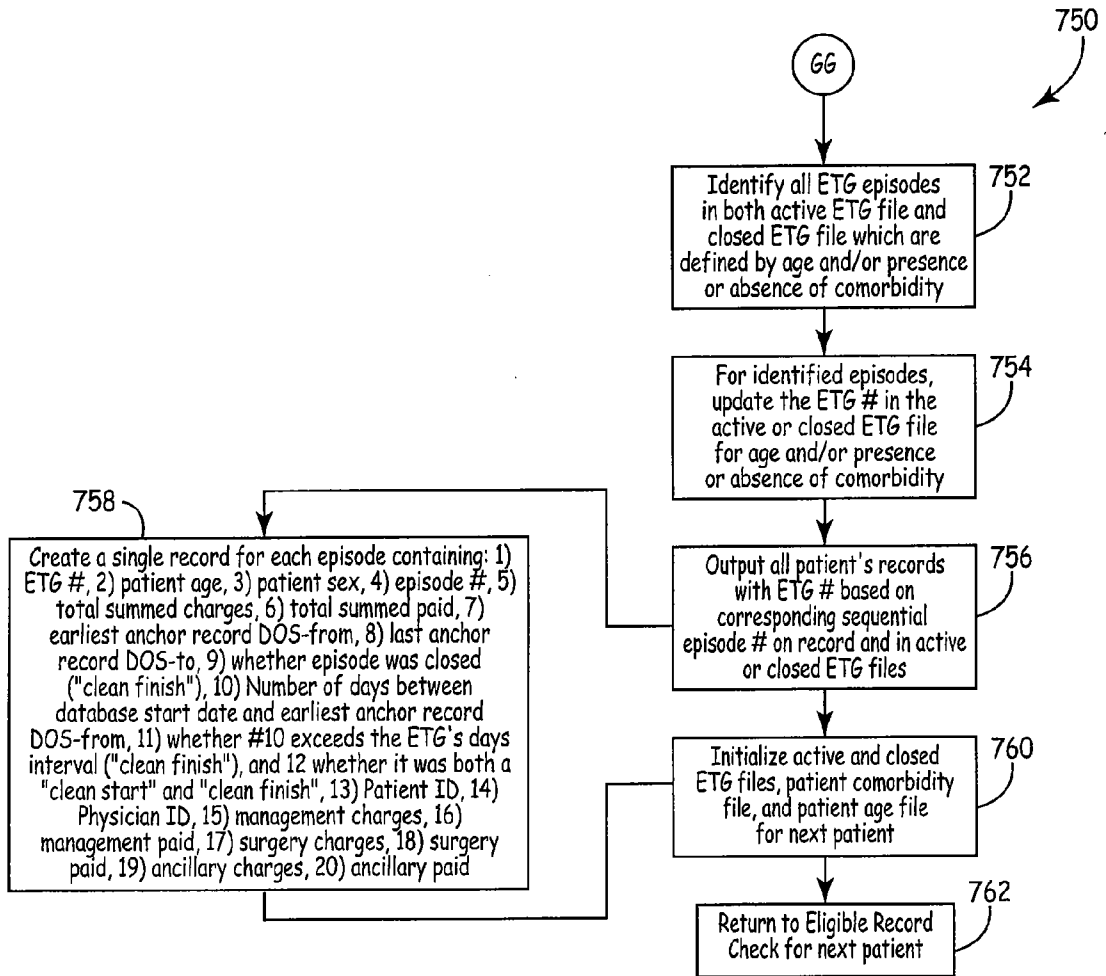 750
GG
752
Identify all ETG episodes
in both active ETG file and
closed ETG file which are
defined by age and/or presence
or absence of comorbidity
754
For identified episodes,
update the ETG # in the
active or closed ETG file
for age and/or presence
or absence of comorbidity
756
Output all patient's records
with ETG # based on
corresponding sequential
episode # on record and in active
or closed ETG files
758
Create a single record for each episode containing: 1)
ETG #, 2) patient age, 3) patient sex, 4) episode #, 5)
total summed charges, 6) total summed paid, 7)
earliest anchor record DOS-from, 8) last anchor
record DOS-to, 9) whether episode was closed
("clean finish"), 10) Number of days between
database start date and earliest anchor record
DOS-from, 11) whether #10 exceeds the ETG's days
interval ("clean finish"), and 12 whether it was both a
"clean start" and "clean finish", 13) Patient ID, 14)
Physician ID, 15) management charges, 16)
management paid, 17) surgery charges, 18) surgery
paid, 19) ancillary charges, 20) ancillary paid
760
Initialize active and closed
ETG files, patient comorbidity
file, and patient age file
for next patient
762
Return to Eligible Record
Check for next patient